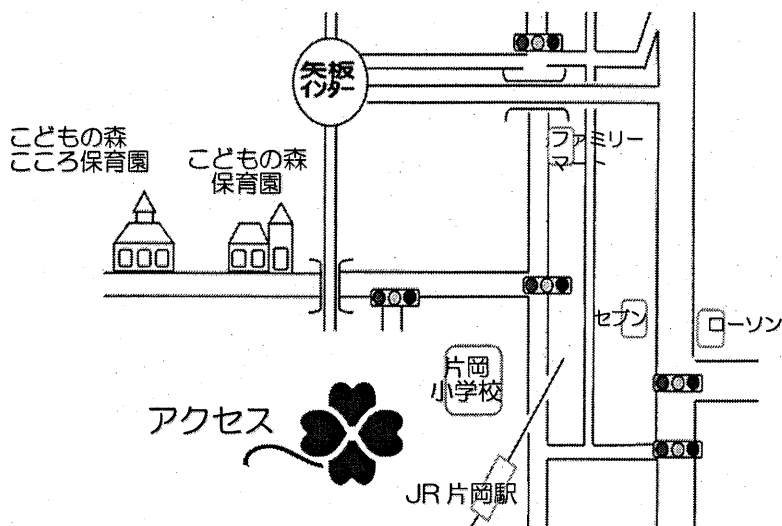 矢板
インター
こどもの森
こころ保育園
こどもの森
保育園
ファミリー
マート
セブン
ローソン
片岡
小学校
アクセス
JR 片岡駅